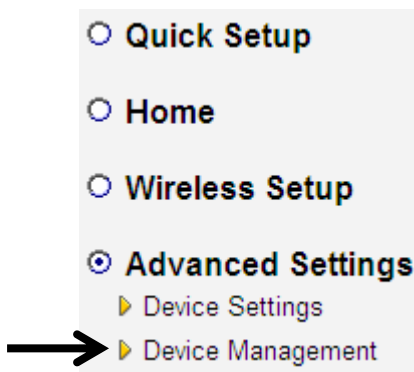 Quick Setup
Home
Wireless Setup
Advanced Settings
Device Settings
Device Management